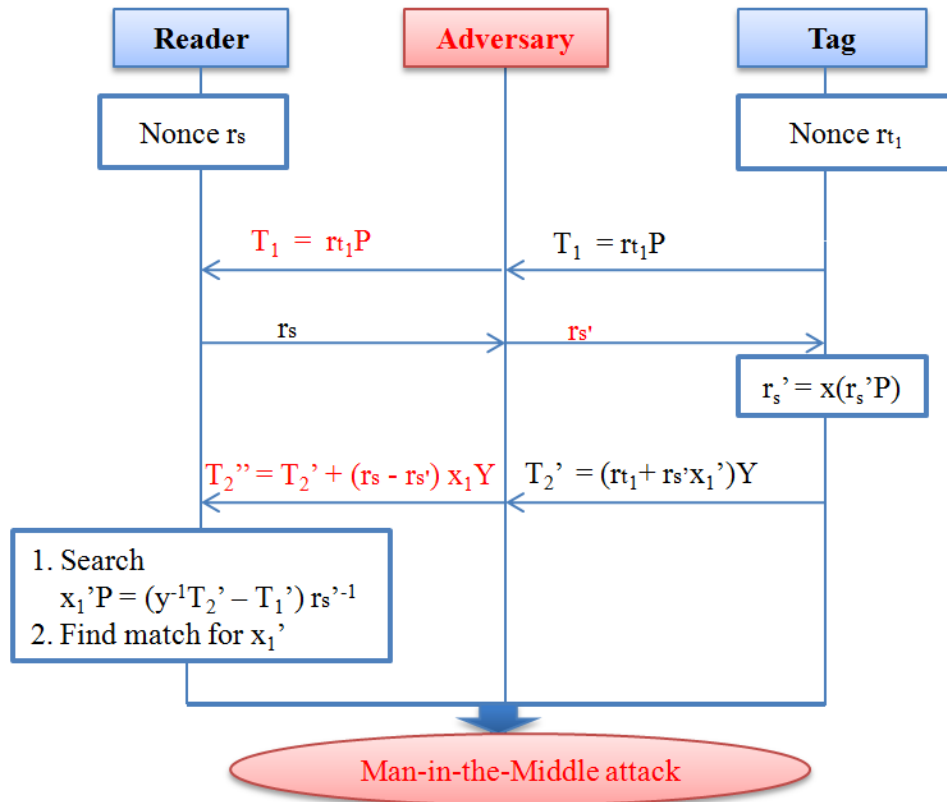 Reader
Adversary
Tag
Nonce rs
Nonce rt₁
T₁ = rt₁P
T₁ = rt₁P
rs
rs'
rₛ’ = x(rₛ’P)
T₂’’ = T₂’ + (rs - rs') x₁Y
T₂’ = (rt₁+ rs’x₁’)Y
1. Search
x₁’P = (y⁻¹T₂’ – T₁’) rs’⁻¹
2. Find match for x₁’
Man-in-the-Middle attack